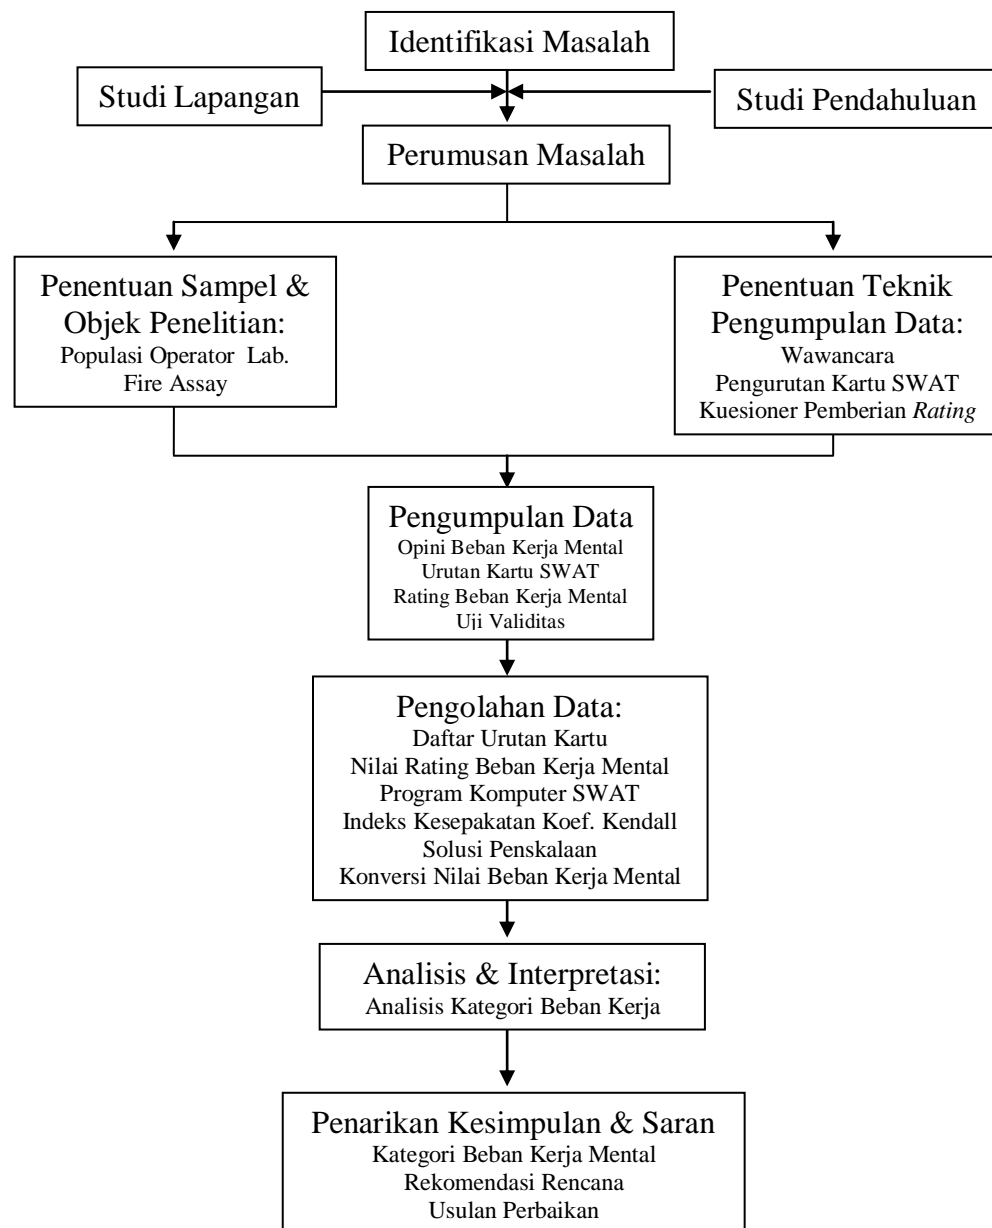 Identifikasi Masalah
Studi Lapangan
Studi Pendahuluan
Perumusan Masalah
Penentuan Sampel &
Objek Penelitian:
Populasi Operator Lab.
Fire Assay
Penentuan Teknik
Pengumpulan Data:
Wawancara
Pengurutan Kartu SWAT
Kuesioner Pemberian Rating
Pengumpulan Data
Opini Beban Kerja Mental
Urutan Kartu SWAT
Rating Beban Kerja Mental
Uji Validitas
Pengolahan Data:
Daftar Urutan Kartu
Nilai Rating Beban Kerja Mental
Program Komputer SWAT
Indeks Kesepakatan Koef. Kendall
Solusi Penskalaan
Konversi Nilai Beban Kerja Mental
Analisis & Interpretasi:
Analisis Kategori Beban Kerja
Penarikan Kesimpulan & Saran
Kategori Beban Kerja Mental
Rekomendasi Rencana
Usulan Perbaikan